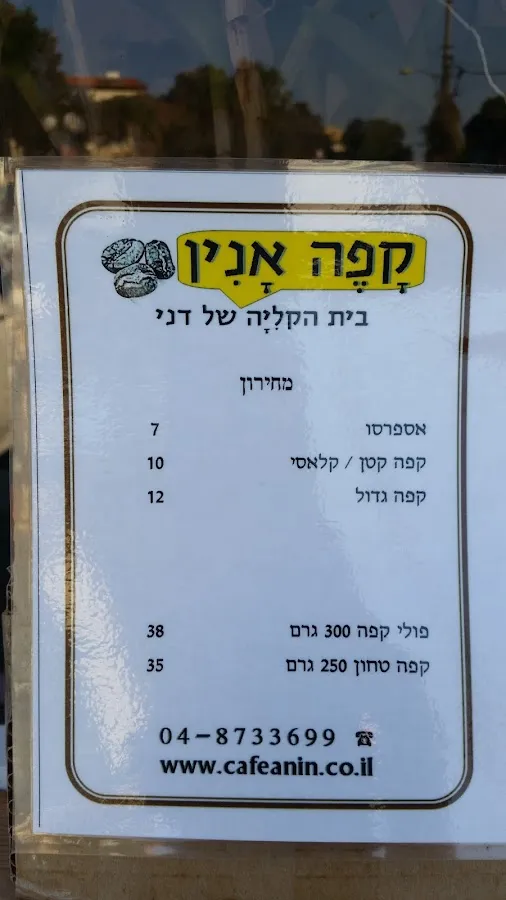 קָפֶה אָנִין
בית הקלִיָה של דני
מחירון
אספרסו 7
קפה קטן / קלאסי 10
קפה גדול 12
פולי קפה 300 גרם 38
קפה טחון 250 גרם 35
☎ 04-8733699
www.cafeanin.co.il